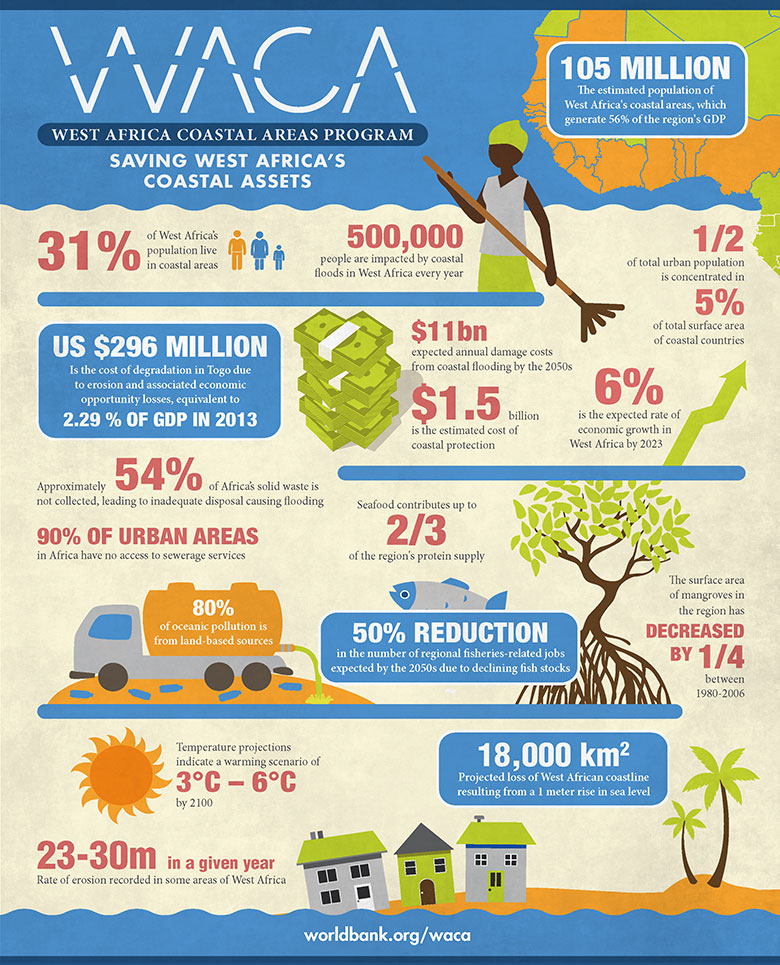 WACA
WEST AFRICA COASTAL AREAS PROGRAM
SAVING WEST AFRICA'S
COASTAL ASSETS
105 MILLION
The estimated population of
West Africa's coastal areas, which
generate 56% of the region's GDP
31%
of West Africa's
population live
in coastal areas
500,000
people are impacted by coastal
floods in West Africa every year
1/2
of total urban population
is concentrated in
5%
of total surface area
of coastal countries
US $296 MILLION
Is the cost of degradation in Togo due
to erosion and associated economic
opportunity losses, equivalent to
2.29 % OF GDP IN 2013
$11bn
expected annual damage costs
from coastal flooding by the 2050s
$1.5 billion
is the estimated cost of
coastal protection
6%
is the expected rate of
economic growth in
West Africa by 2023
Approximately 54% of Africa's solid waste is
not collected, leading to inadequate disposal causing flooding
90% OF URBAN AREAS
in Africa have no access to sewerage services
Seafood contributes up to
2/3
of the region's protein supply
80%
of oceanic pollution is
from land-based sources
50% REDUCTION
in the number of regional fisheries-related jobs
expected by the 2050s due to declining fish stocks
The surface area
of mangroves in
the region has
DECREASED
BY 1/4
between
1980-2006
Temperature projections
indicate a warming scenario of
3°C – 6°C
by 2100
18,000 km²
Projected loss of West African coastline
resulting from a 1 meter rise in sea level
23-30m in a given year
Rate of erosion recorded in some areas of West Africa
worldbank.org/waca